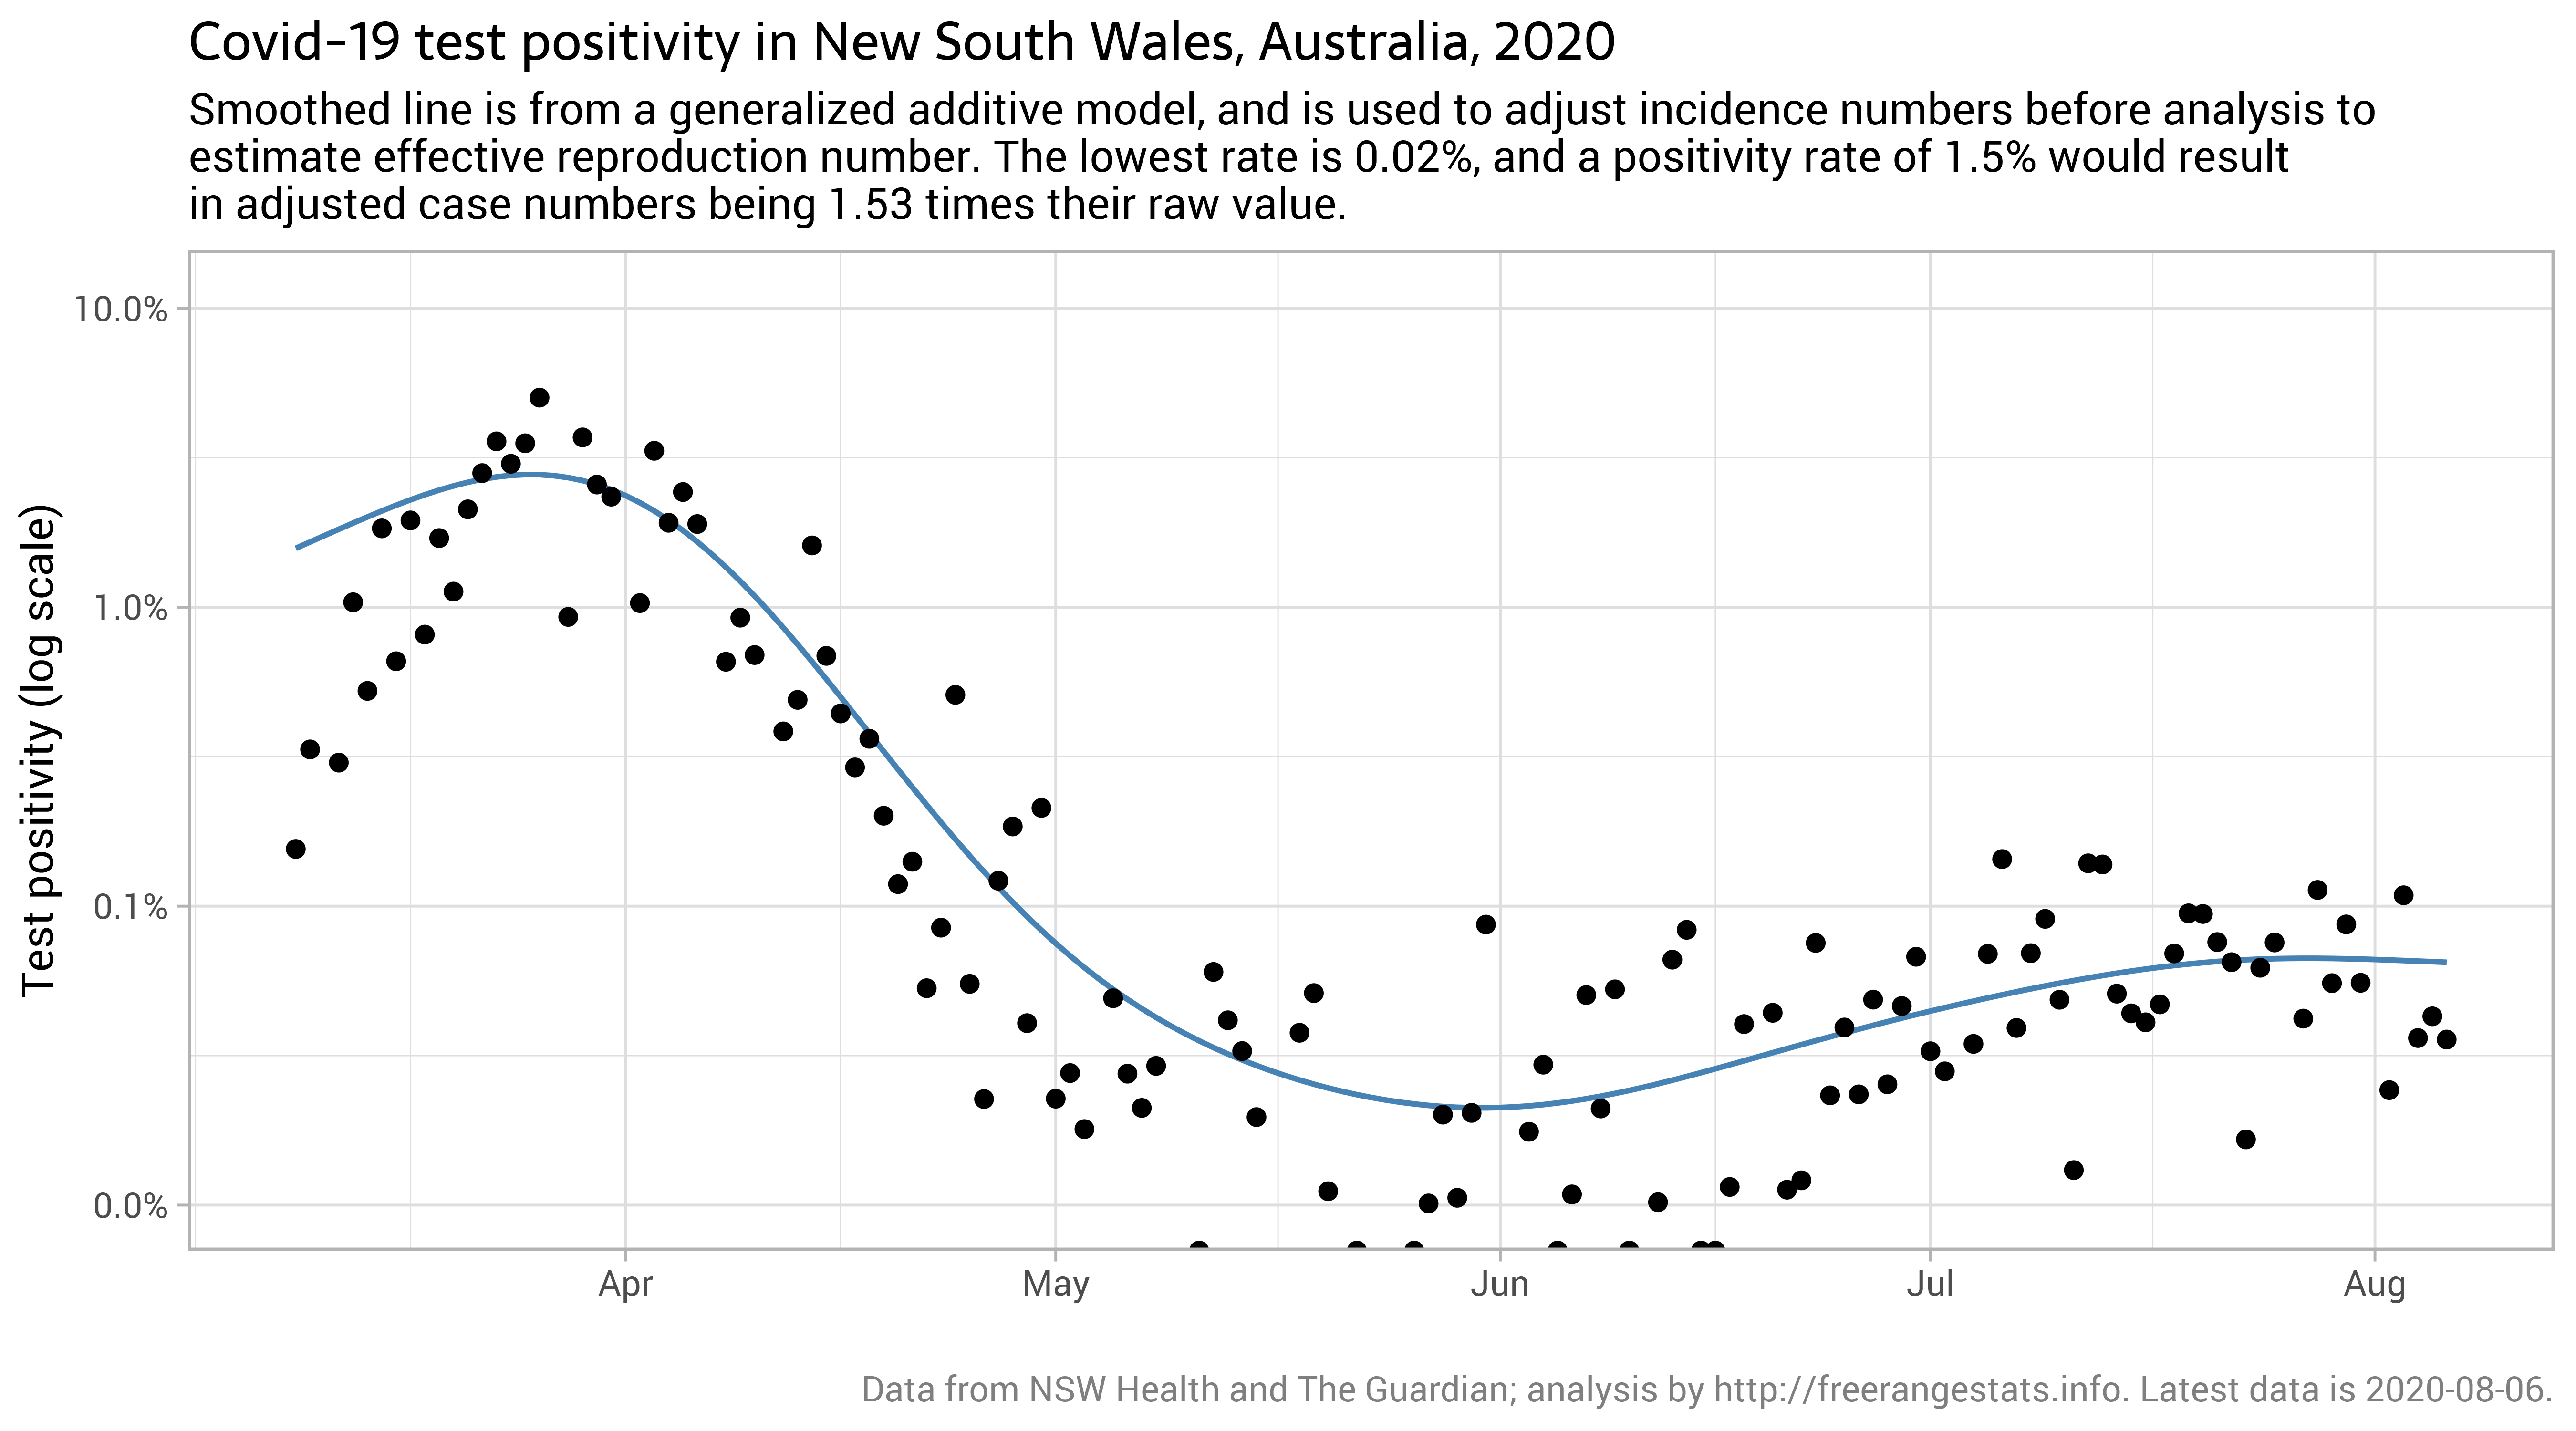 Covid-19 test positivity in New South Wales, Australia, 2020
Smoothed line is from a generalized additive model, and is used to adjust incidence numbers before analysis to
estimate effective reproduction number. The lowest rate is 0.02%, and a positivity rate of 1.5% would result
in adjusted case numbers being 1.53 times their raw value.
Test positivity (log scale)
10.0%
1.0%
0.1%
0.0%
Apr May Jun Jul Aug
Data from NSW Health and The Guardian; analysis by http://freerangestats.info. Latest data is 2020-08-06.